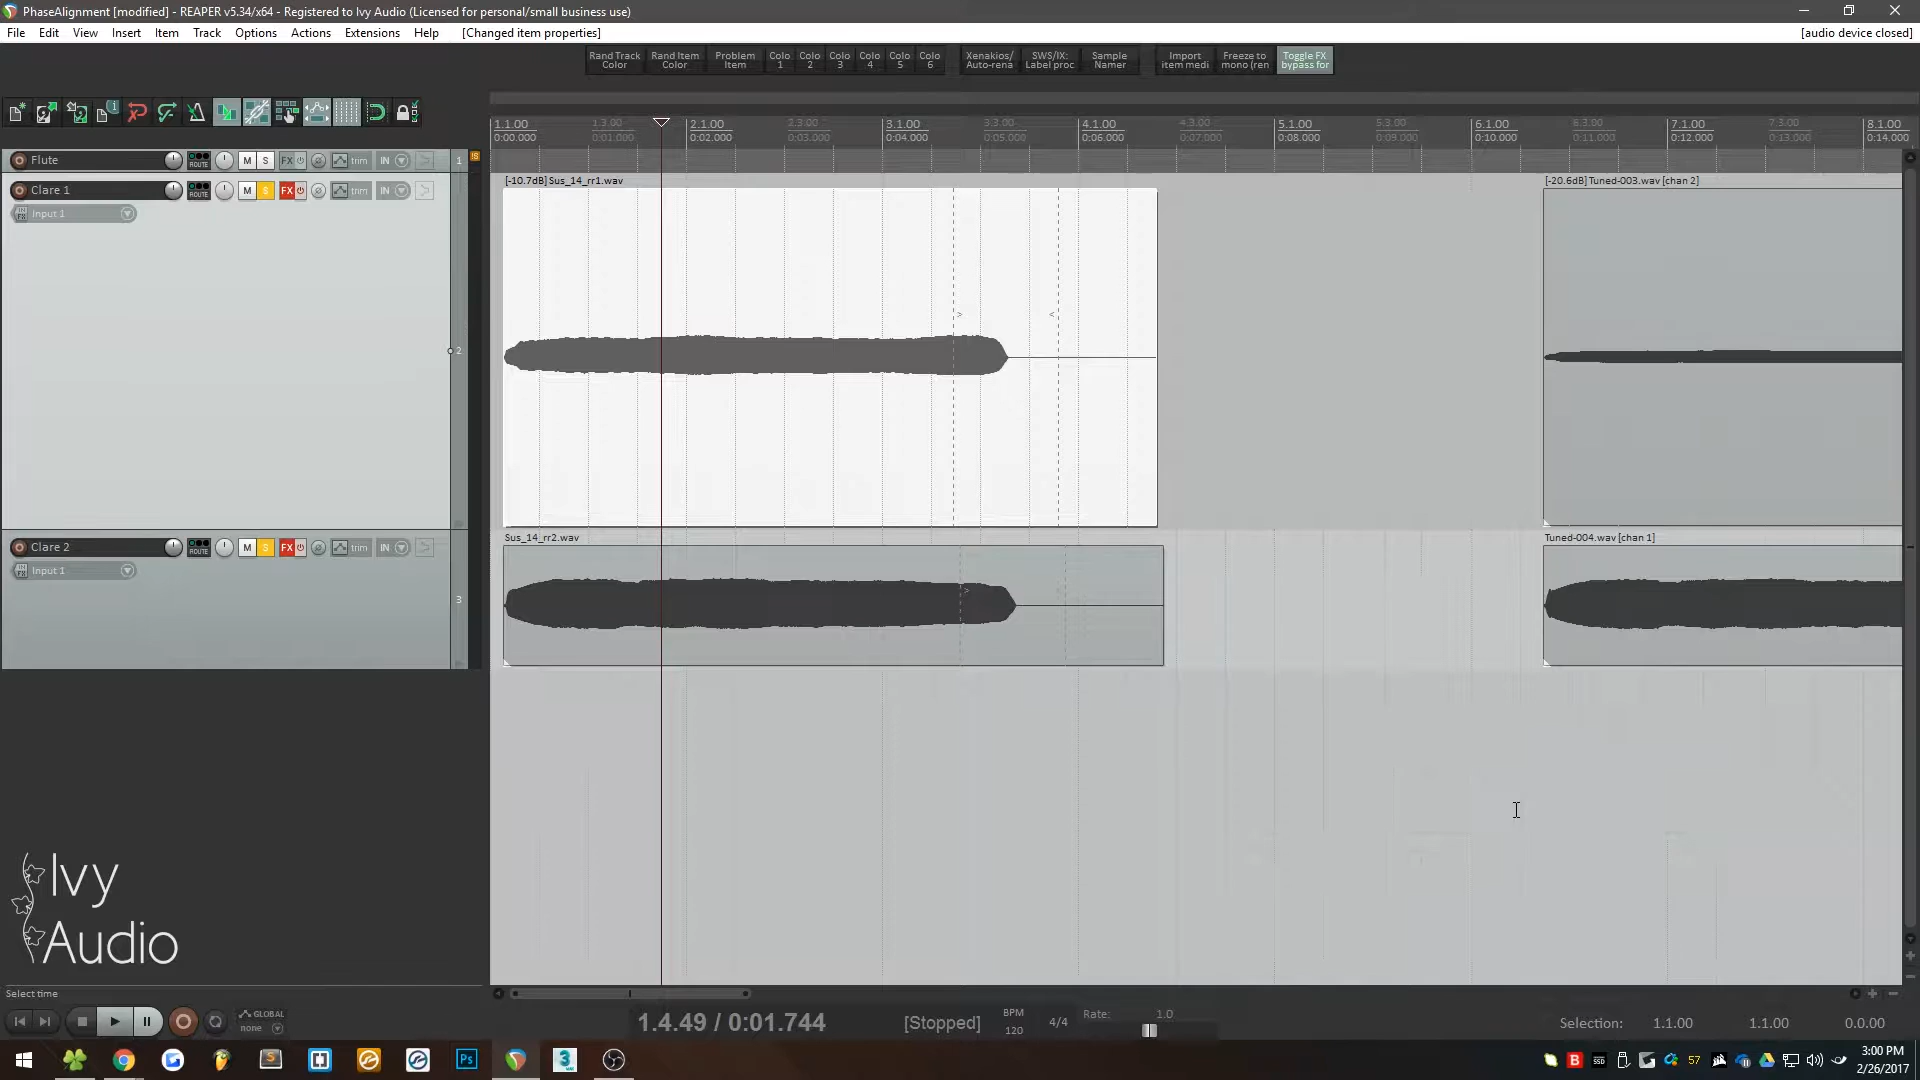 PhaseAlignment [modified] - REAPER v5.34/x64 - Registered to Ivy Audio (Licensed for personal/small business use)
File Edit View Insert Item Track Options Actions Extensions Help [Changed item properties] [audio device closed]
Rand Track Color
Rand Item Color
Problem Item
Colo 1
Colo 2
Colo 3
Colo 4
Colo 5
Colo 6
Xenakios/ Auto-rena
SWS/IX: Label proc
Sample Namer
Import item medi
Freeze to mono (ren
Toggle FX bypass for
1.1.00 1.3.00 2.1.00 2.3.00 3.1.00 3.3.00 4.1.00 4.3.00 5.1.00 5.3.00 6.1.00 6.3.00 7.1.00 7.3.00 8.1.00
0:00.000 0:01.000 0:02.000 0:03.000 0:04.000 0:05.000 0:06.000 0:07.000 0:08.000 0:09.000 0:10.000 0:11.000 0:12.000 0:13.000 0:14.000
Flute ROUTE M S FX trim IN 1
Clare 1 ROUTE M S FX trim IN
IN FX Input 1
2
[-10.7dB] Sus_14_rr1.wav
[-20.6dB] Tuned-003.wav [chan 2]
Clare 2 ROUTE M S FX trim IN
IN FX Input 1
3
Sus_14_rr2.wav
Tuned-004.wav [chan 1]
Ivy
Audio
Select time
GLOBAL
none
1.4.49 / 0:01.744
[Stopped]
BPM
120
4/4
Rate: 1.0
Selection: 1.1.00 1.1.00 0.0.00
Ps
B
SSD
57
3:00 PM
2/26/2017